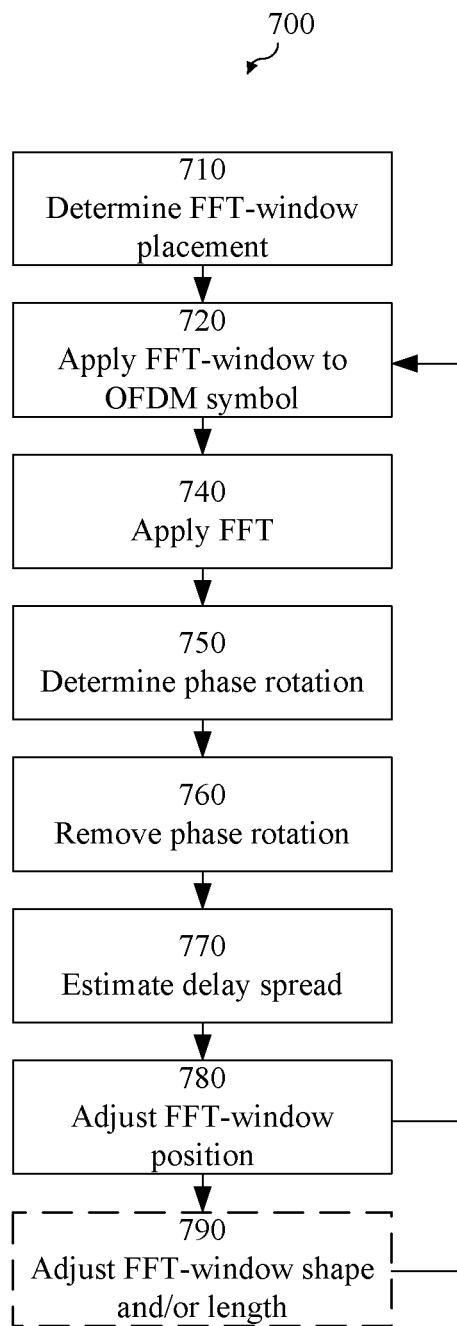 700
710
Determine FFT-window
placement
720
Apply FFT-window to
OFDM symbol
740
Apply FFT
750
Determine phase rotation
760
Remove phase rotation
770
Estimate delay spread
780
Adjust FFT-window
position
790
Adjust FFT-window shape
and/or length